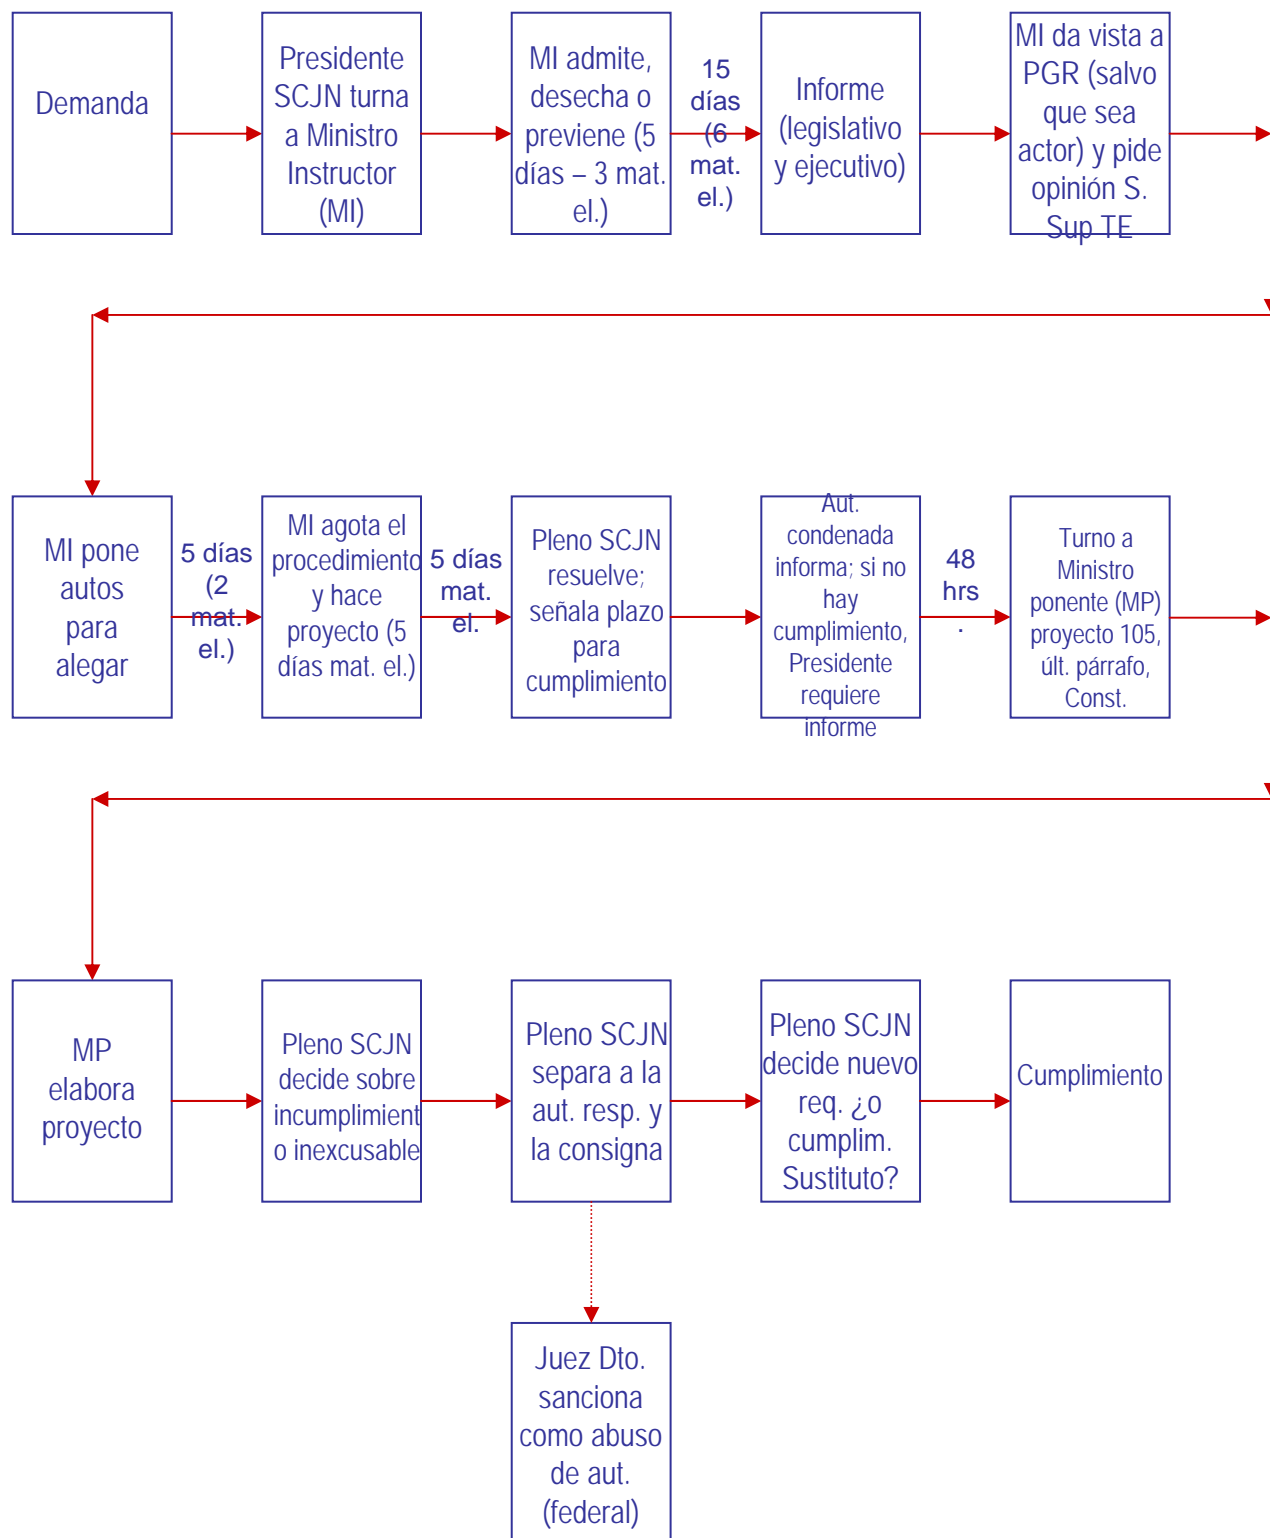 Demanda
Presidente
SCJN turna
a Ministro
Instructor
(MI)
MI admite,
desecha o
previene (5
días – 3 mat.
el.)
15
días
(6
mat.
el.)
Informe
(legislativo
y ejecutivo)
MI da vista a
PGR (salvo
que sea
actor) y pide
opinión S.
Sup TE
MI pone
autos
para
alegar
5 días
(2
mat.
el.)
MI agota el
procedimiento
y hace
proyecto (5
días mat. el.)
5 días
mat.
el.
Pleno SCJN
resuelve;
señala plazo
para
cumplimiento
Aut.
condenada
informa; si no
hay
cumplimiento,
Presidente
requiere
informe
48
hrs
.
Turno a
Ministro
ponente (MP)
proyecto 105,
últ. párrafo,
Const.
MP
elabora
proyecto
Pleno SCJN
decide sobre
incumplimient
o inexcusable
Pleno SCJN
separa a la
aut. resp. y
la consigna
Pleno SCJN
decide nuevo
req. ¿o
cumplim.
Sustituto?
Cumplimiento
Juez Dto.
sanciona
como abuso
de aut.
(federal)